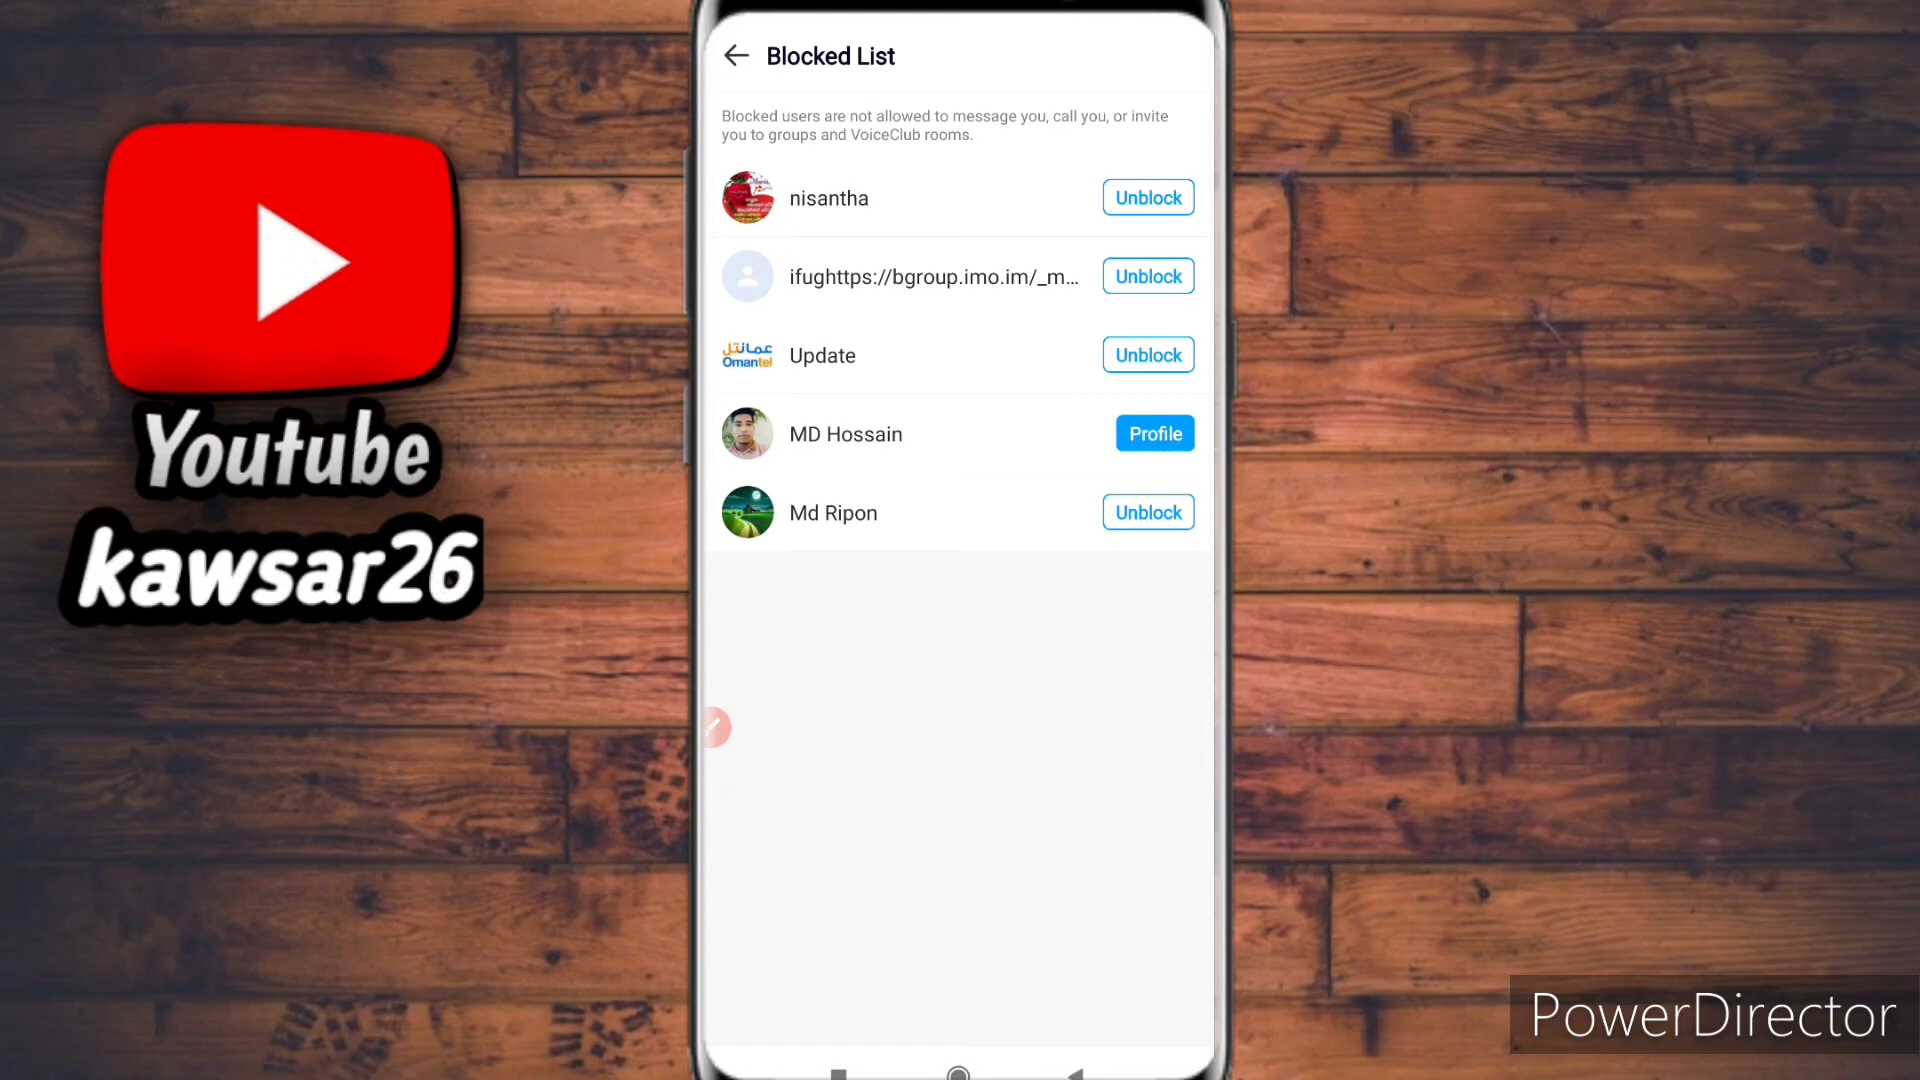 Blocked List
Blocked users are not allowed to message you, call you, or invite
you to groups and VoiceClub rooms.
nisantha
Unblock
ifughttps://bgroup.imo.im/_m...
Unblock
عمانتل
Omantel
Update
Unblock
MD Hossain
Profile
Md Ripon
Unblock
Youtube
kawsar26
PowerDirector